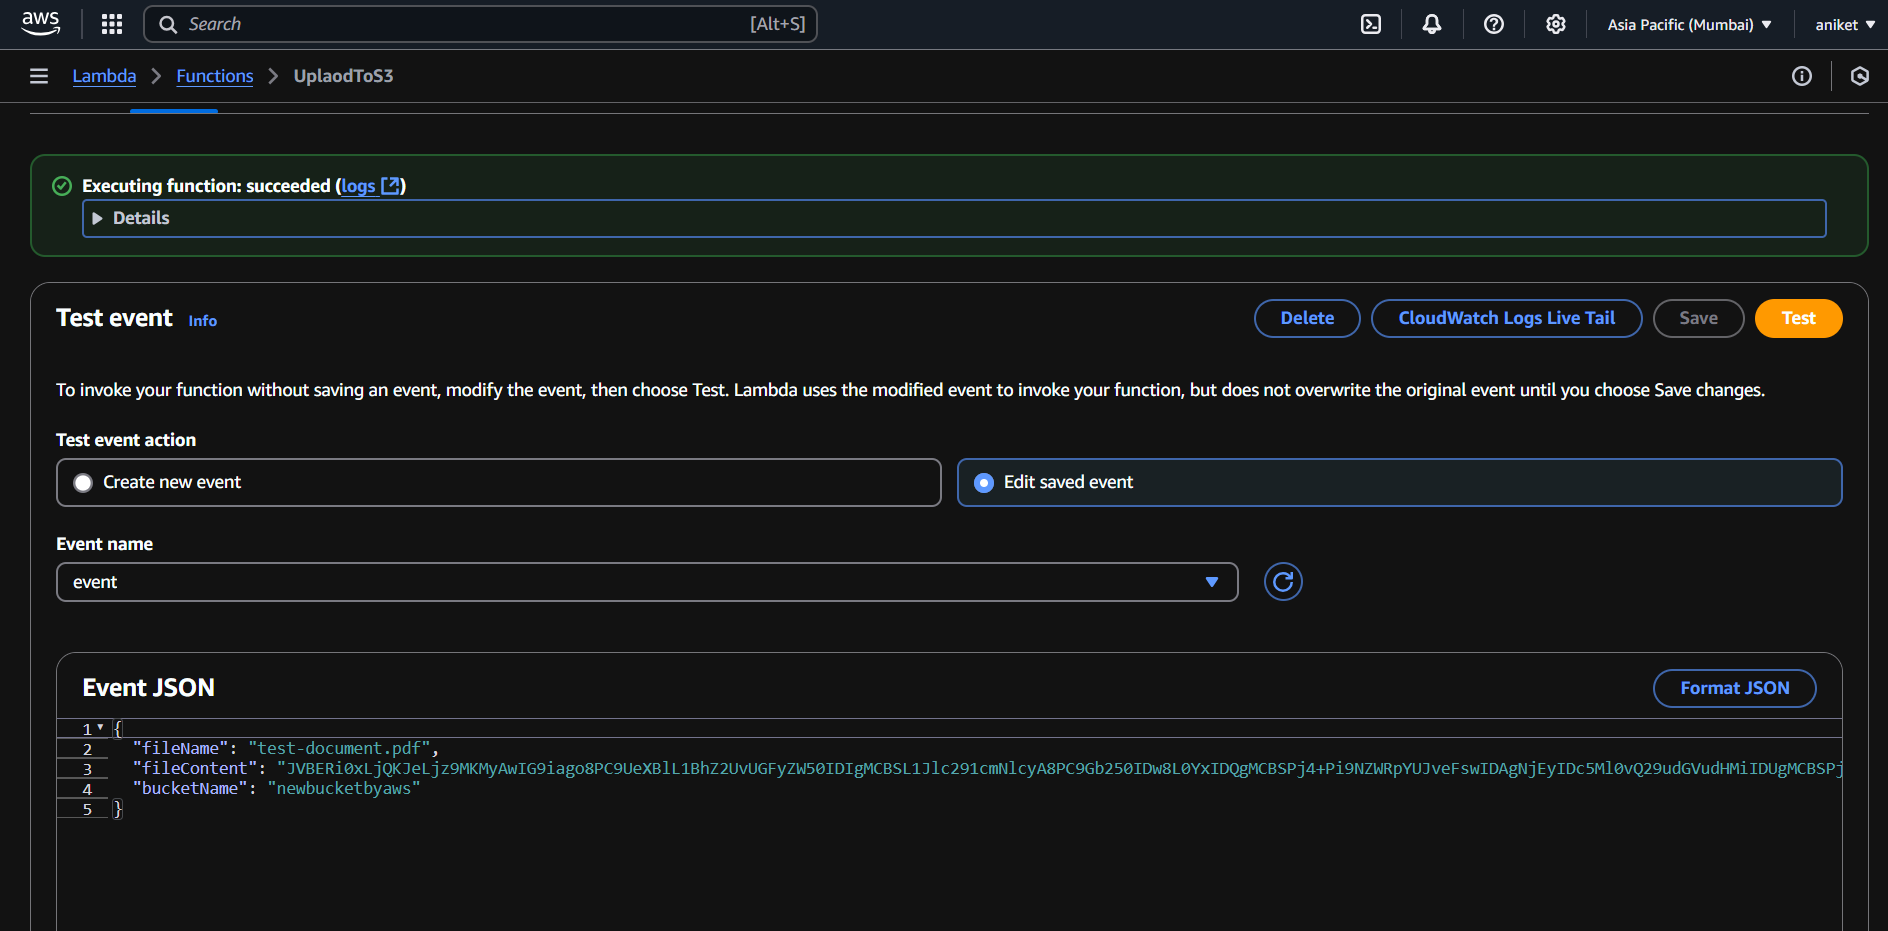 aws
Search [Alt+S]
Asia Pacific (Mumbai)
aniket
Lambda
Functions
UplaodToS3
Executing function: succeeded (logs)
Details
Test event
Info
Delete
CloudWatch Logs Live Tail
Save
Test
To invoke your function without saving an event, modify the event, then choose Test. Lambda uses the modified event to invoke your function, but does not overwrite the original event until you choose Save changes.
Test event action
Create new event
Edit saved event
Event name
event
Event JSON
Format JSON
1 {
2 "fileName": "test-document.pdf",
3 "fileContent": "JVBERi0xLjQKJeLjz9MKMyAwIG9iago8PC9UeXBlL1BhZ2UvUGFyZW50IDIgMCBSL1Jlc291cmNlcyA8PC9Gb250IDw8L0YxIDQgMCBSPj4+Pi9NZWRpYUJveFswIDAgNjEyIDc5Ml0vQ29udGVudHMiIDUgMCBSPj
4 "bucketName": "newbucketbyaws"
5 }